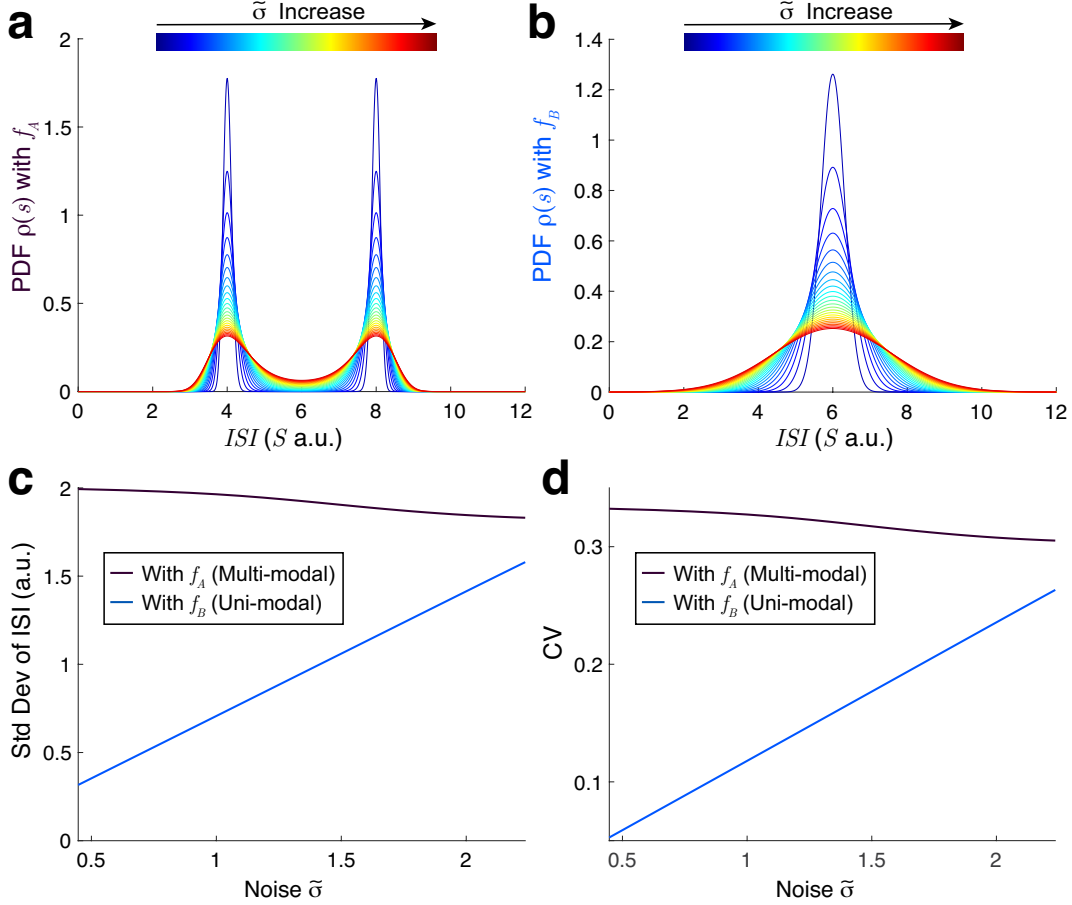 a
σ̃ Increase
PDF ρ(s) with f_A
2
1.5
1
0.5
0
0 2 4 6 8 10 12
ISI (S a.u.)
b
σ̃ Increase
PDF ρ(s) with f_B
1.4
1.2
1
0.8
0.6
0.4
0.2
0
0 2 4 6 8 10 12
ISI (S a.u.)
c
Std Dev of ISI (a.u.)
2
1.5
1
0.5
0
With f_A (Multi-modal)
With f_B (Uni-modal)
0.5 1 1.5 2
Noise σ̃
d
CV
0.3
0.2
0.1
With f_A (Multi-modal)
With f_B (Uni-modal)
0.5 1 1.5 2
Noise σ̃